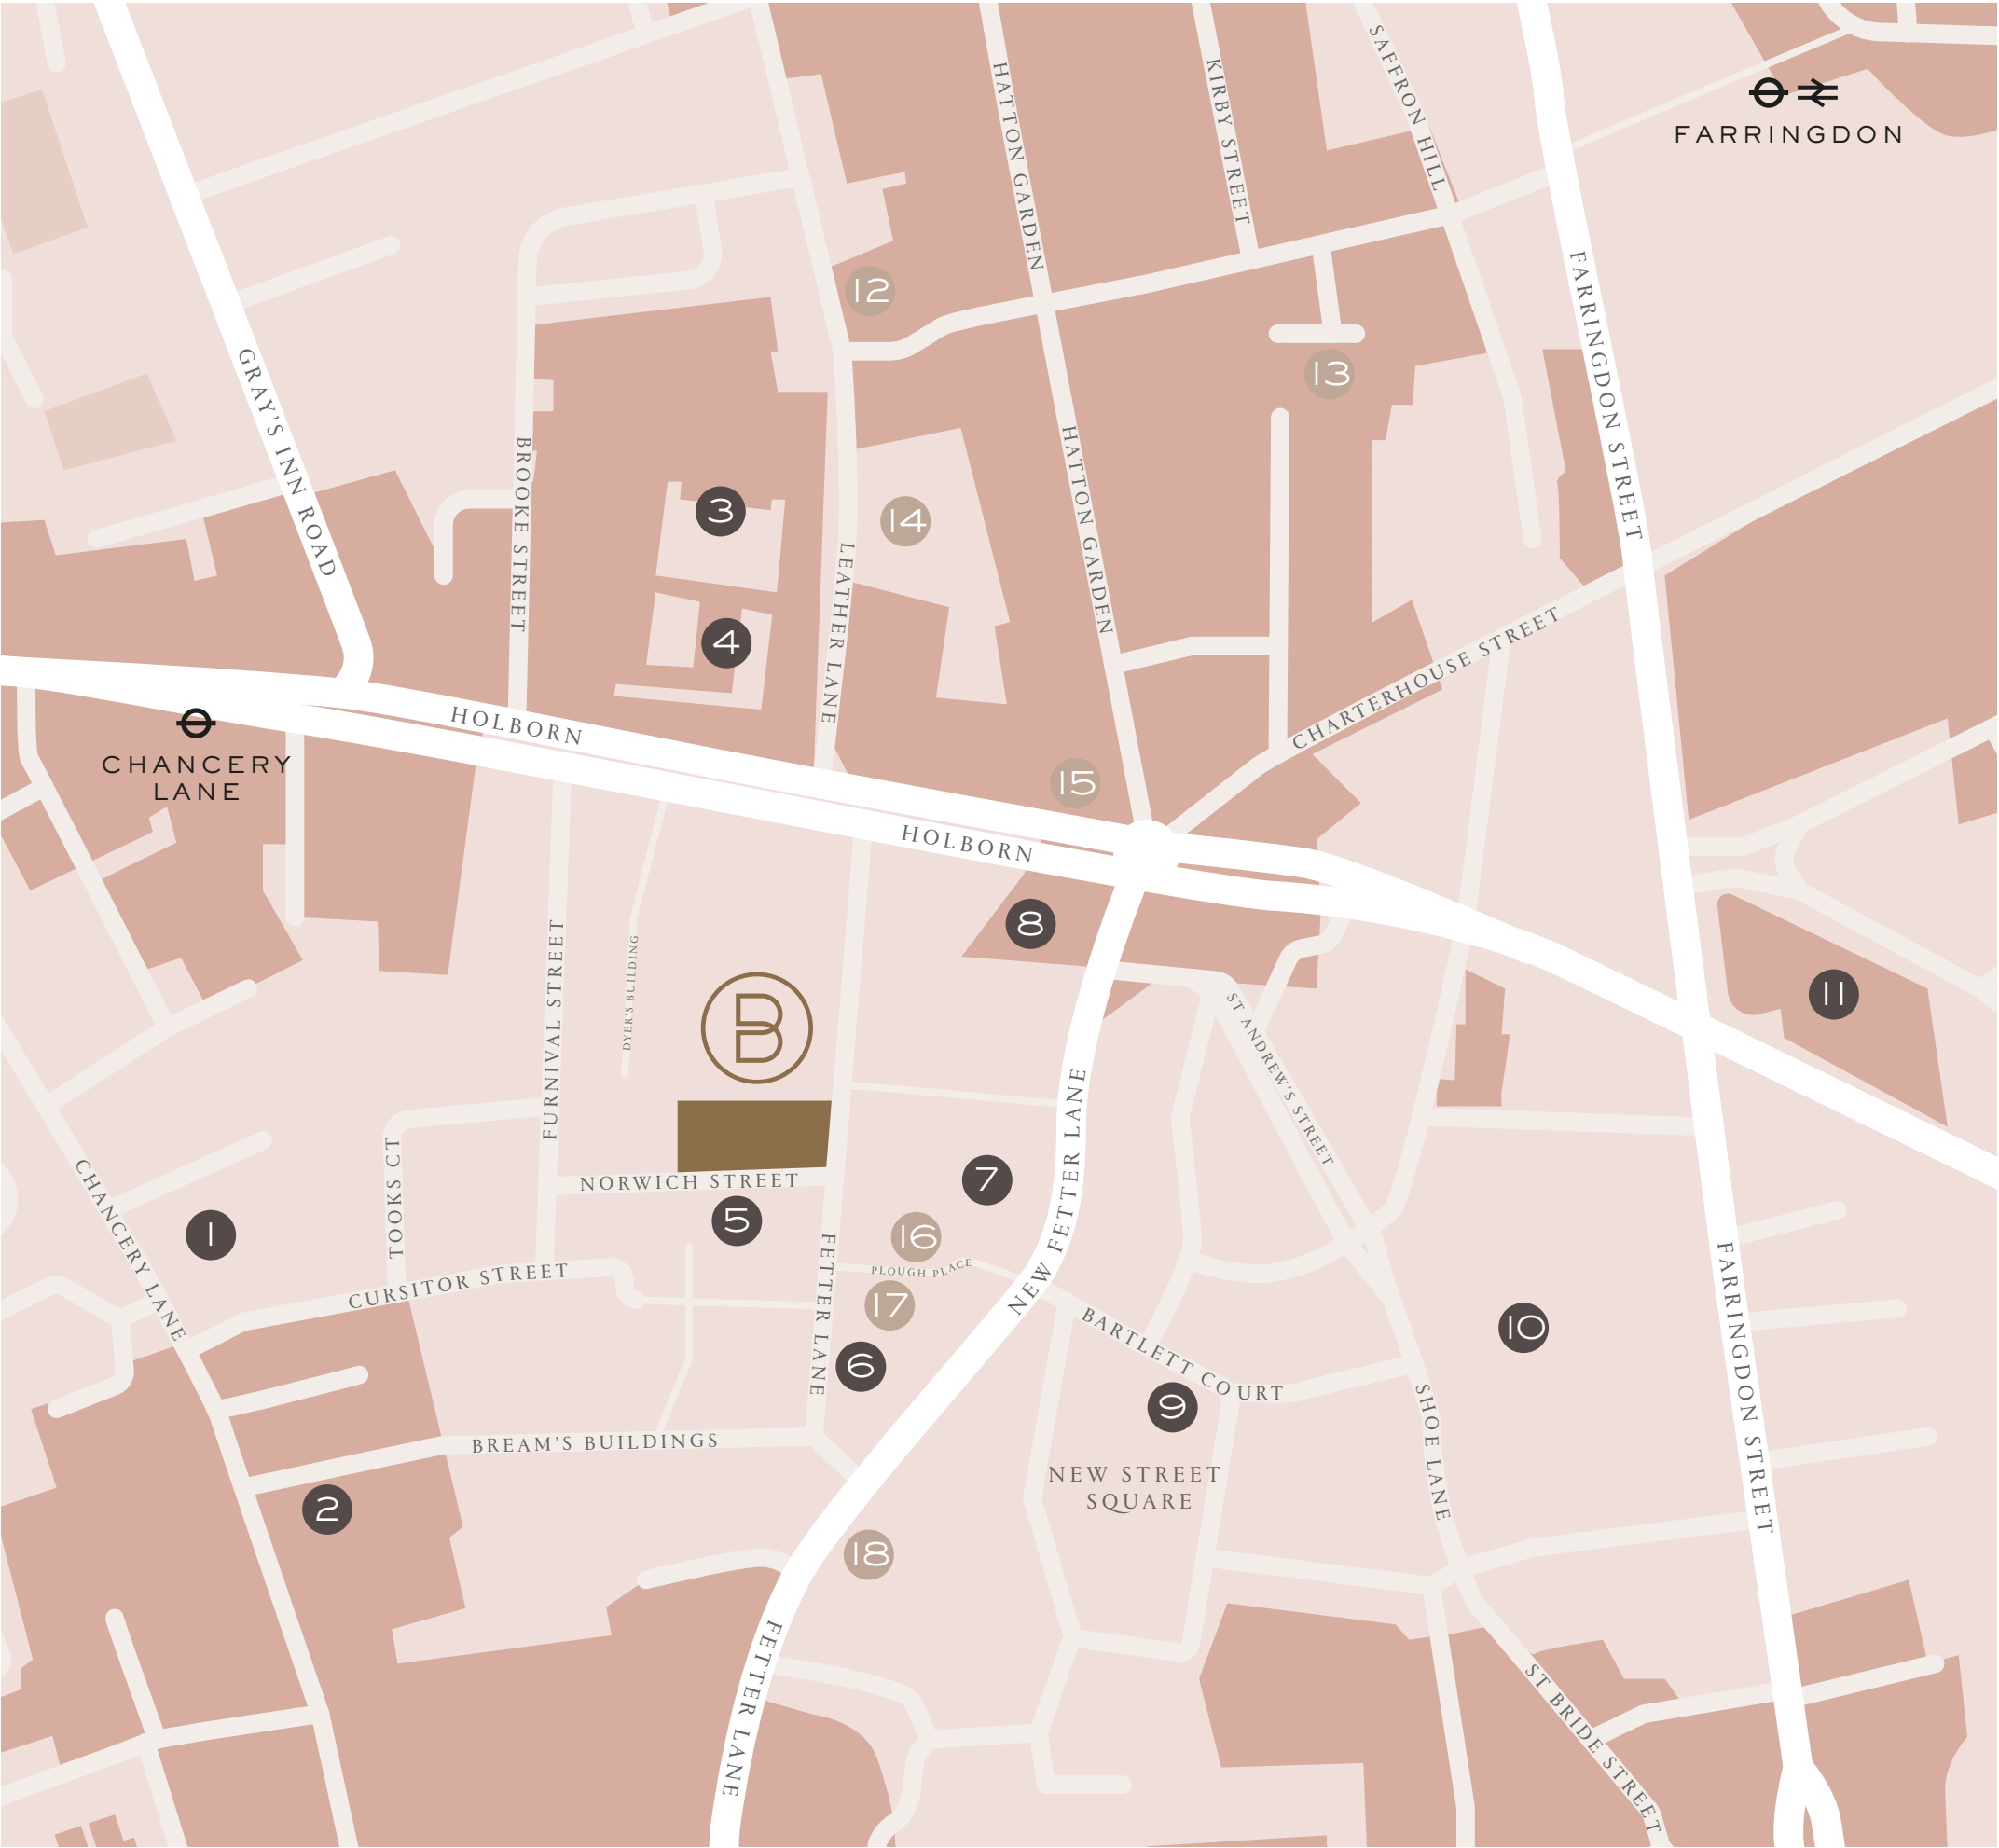 SAFFRON HILL
KIRBY STREET
HATTON GARDEN
FARRINGDON
FARRINGDON STREET
12
13
GRAY'S INN ROAD
BROOKE STREET
HATTON GARDEN
3
14
LEATHER LANE
4
CHARTERHOUSE STREET
HOLBORN
CHANCERY
LANE
15
HOLBORN
8
FURNIVAL STREET
DYER'S BUILDING
B
11
ST ANDREW'S STREET
NEW FETTER LANE
TOOKS CT
CHANCERY LANE
NORWICH STREET
7
5
1
16
FETTER LANE
PLOUGH PLACE
CURSITOR STREET
17
6
BARTLETT COURT
10
9
FARRINGDON STREET
SHOE LANE
BREAM'S BUILDINGS
NEW STREET
SQUARE
2
18
FETTER LANE
ST BRIDE STREET